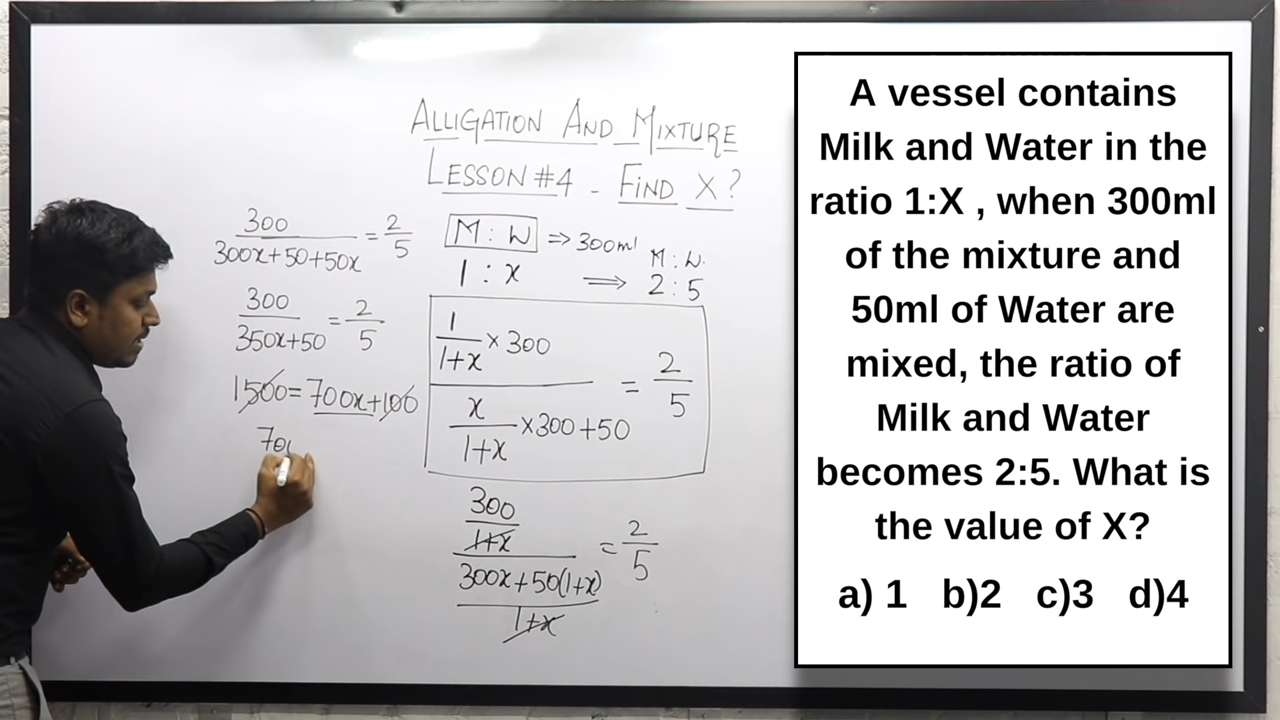 ALLIGATION AND MIXTURE
LESSON #4 - FIND X?
300
300x+50+50x
= 2/5
300
350x+50
= 2/5
1500=700x+100
70
M : W => 300ml
1 : x
M : W.
=> 2 : 5
1/1+x × 300
x/1+x ×300+50
= 2/5
300
1+x
300x+50(1+x)
1+x
= 2/5
A vessel contains
Milk and Water in the
ratio 1:X , when 300ml
of the mixture and
50ml of Water are
mixed, the ratio of
Milk and Water
becomes 2:5. What is
the value of X?
a) 1 b)2 c)3 d)4